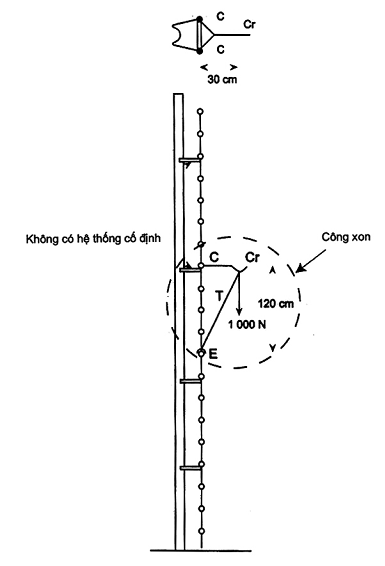 C
Cr
C
30 cm
Không có hệ thống cố định
Công xon
C
Cr
T
120 cm
1 000 N
E